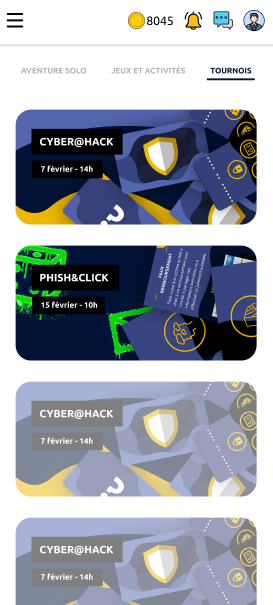 8045
AVENTURE SOLO
JEUX ET ACTIVITÉS
TOURNOIS
CYBER@HACK
7 février - 14h
PHISH&CLICK
15 février - 10h
CYBER@HACK
7 février - 14h
CYBER@HACK
7 février - 14h